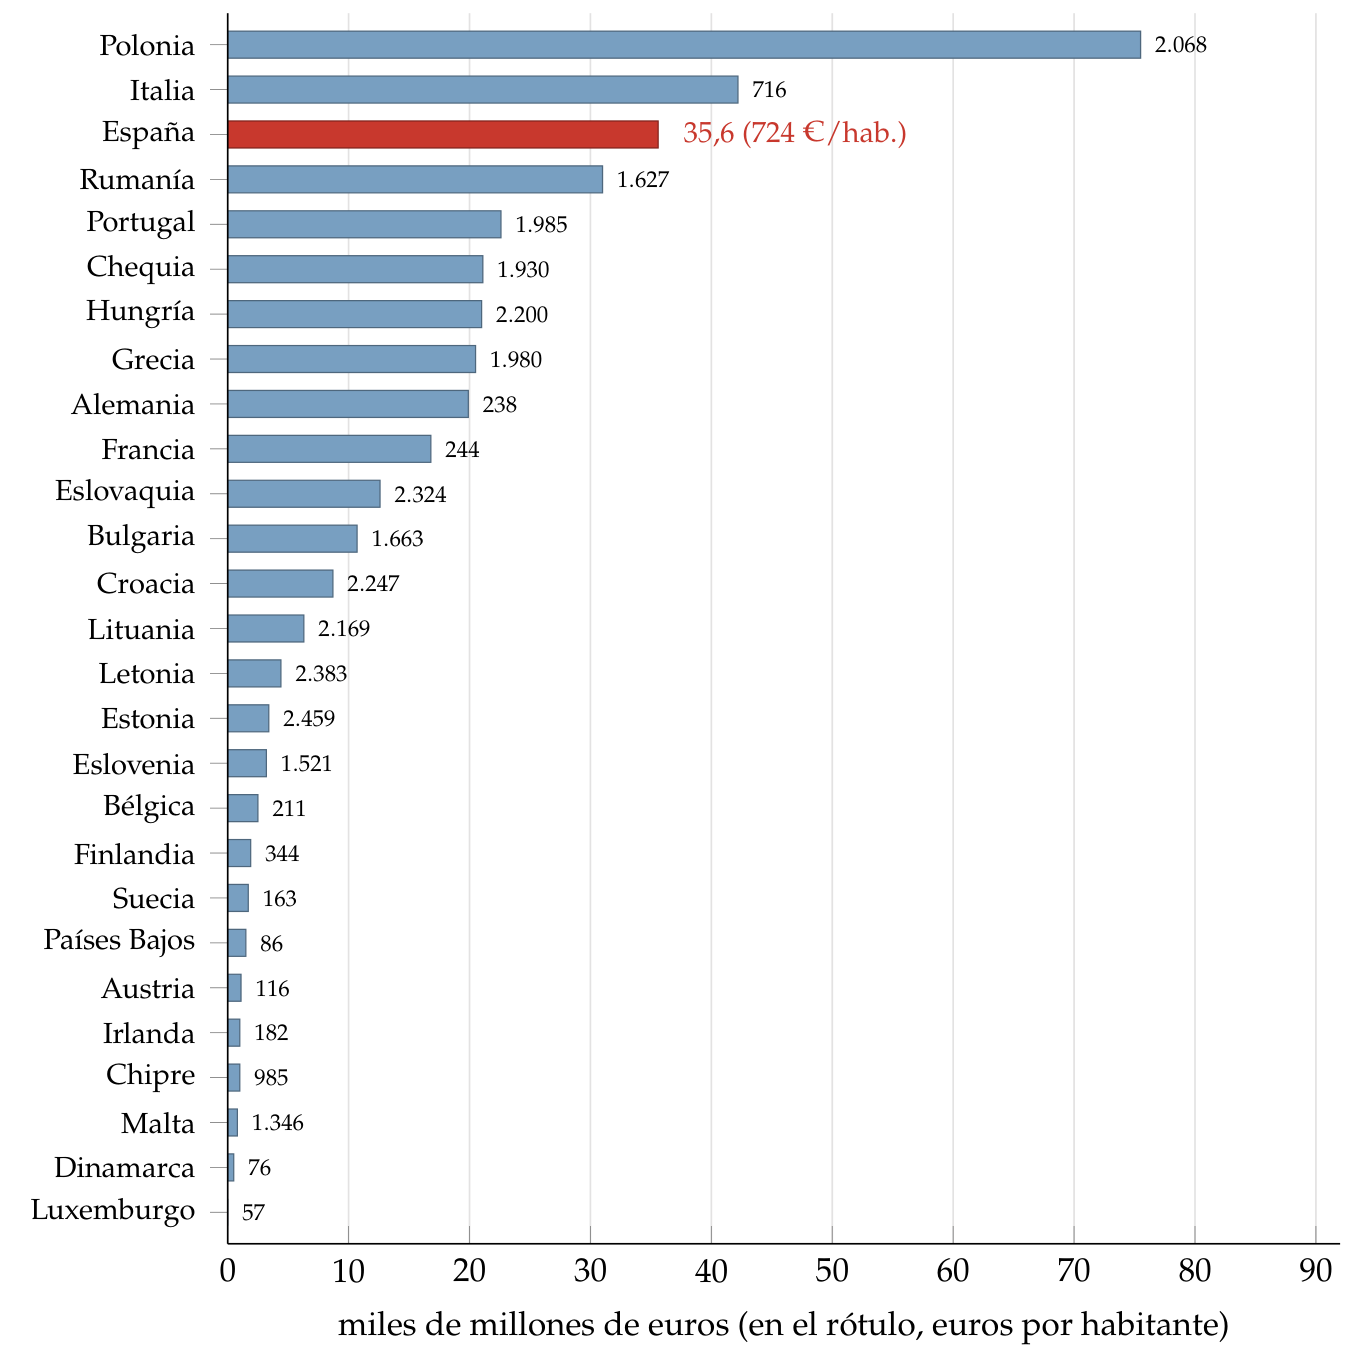 Polonia 2.068
Italia 716
España 35,6 (724 €/hab.)
Rumanía 1.627
Portugal 1.985
Chequia 1.930
Hungría 2.200
Grecia 1.980
Alemania 238
Francia 244
Eslovaquia 2.324
Bulgaria 1.663
Croacia 2.247
Lituania 2.169
Letonia 2.383
Estonia 2.459
Eslovenia 1.521
Bélgica 211
Finlandia 344
Suecia 163
Países Bajos 86
Austria 116
Irlanda 182
Chipre 985
Malta 1.346
Dinamarca 76
Luxemburgo 57
0 10 20 30 40 50 60 70 80 90
miles de millones de euros (en el rótulo, euros por habitante)